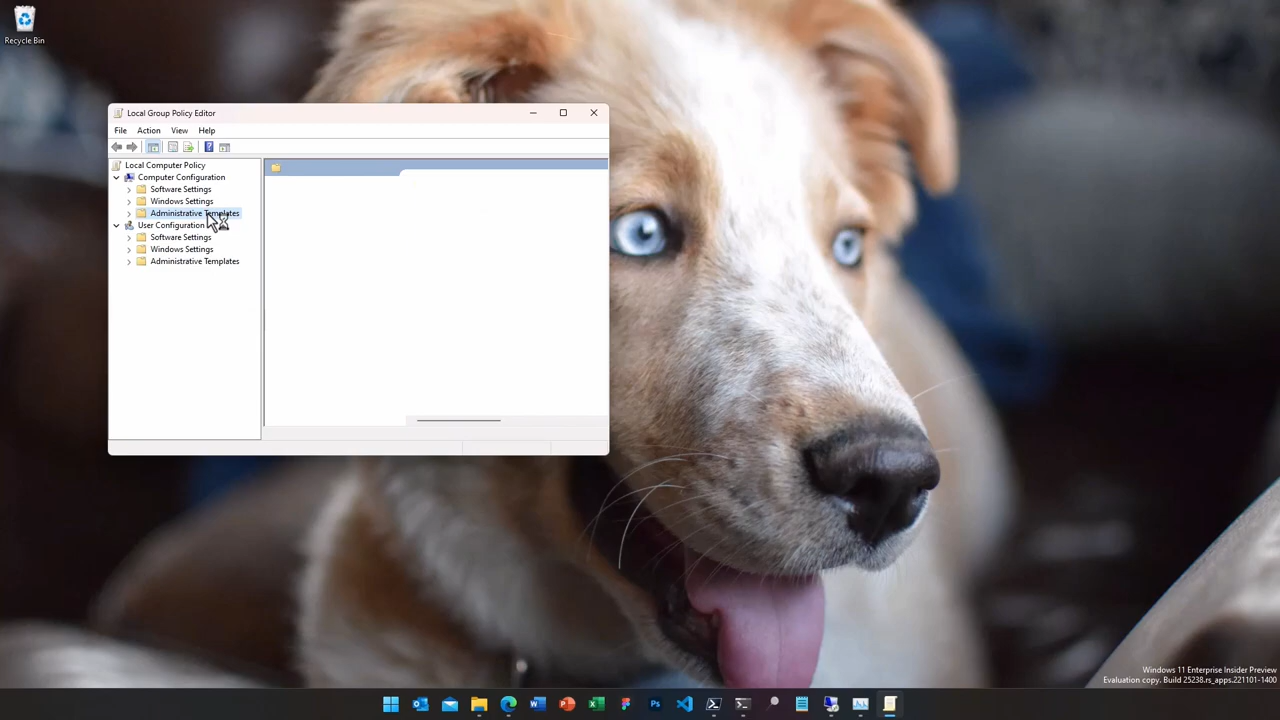 Recycle Bin
Local Group Policy Editor
File Action View Help
Local Computer Policy
Computer Configuration
Software Settings
Windows Settings
Administrative Templates
User Configuration
Software Settings
Windows Settings
Administrative Templates
Windows 11 Enterprise Insider Preview
Evaluation copy. Build 25238.rs_apps.221101-1400